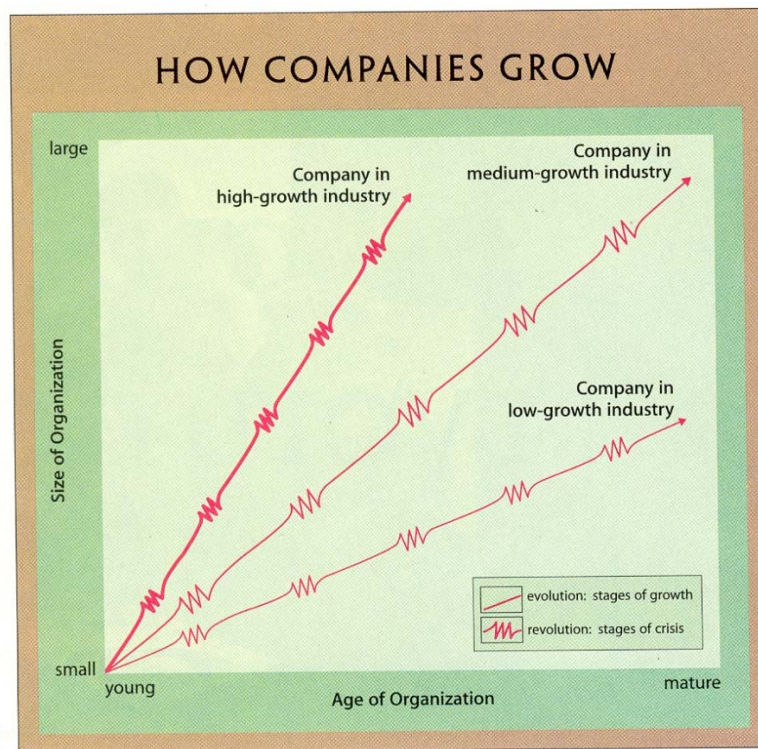 HOW COMPANIES GROW
large
Company in
high-growth industry
Company in
medium-growth industry
Size of Organization
Company in
low-growth industry
evolution: stages of growth
revolution: stages of crisis
small
young
Age of Organization
mature